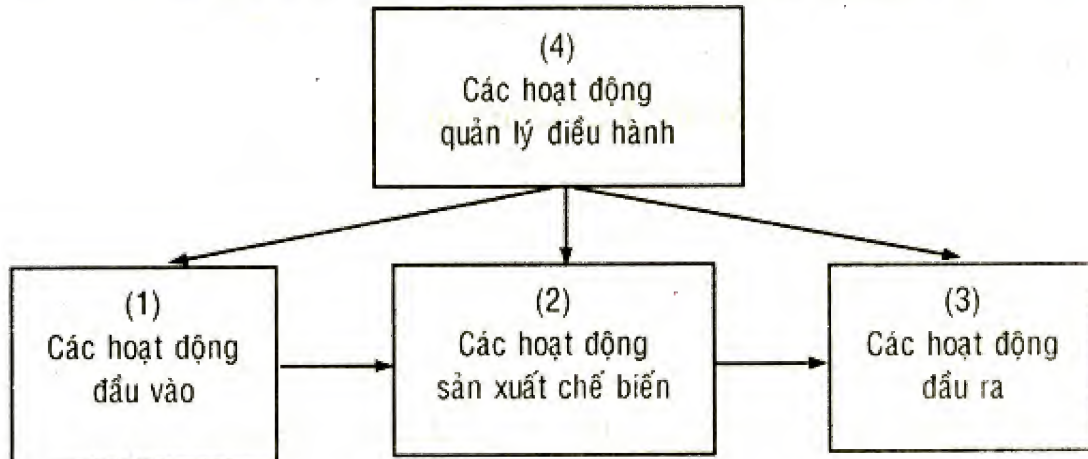 (4)
Các hoạt động
quản lý điều hành
(1)
Các hoạt động
đầu vào
(2)
Các hoạt động
sản xuất chế biến
(3)
Các hoạt động
đầu ra